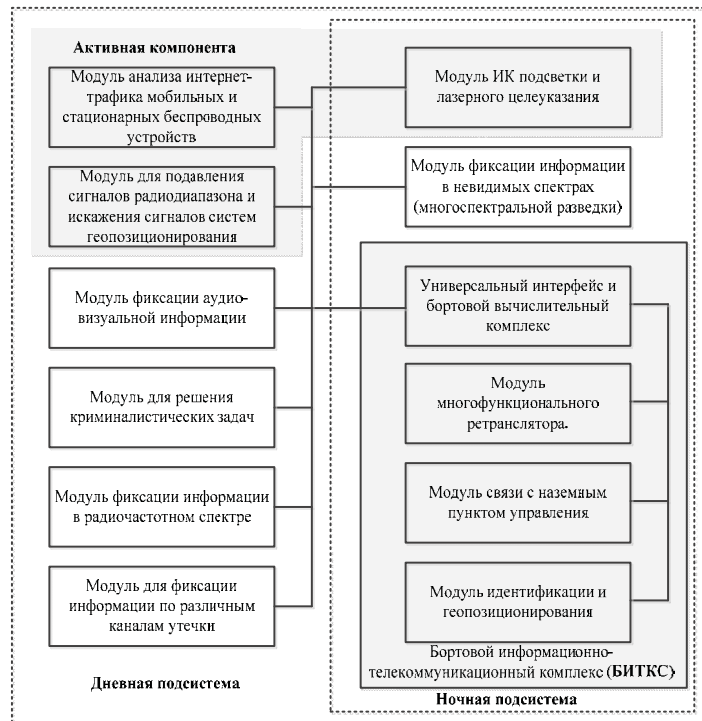 Активная компонента
Модуль анализа интернет-
трафика мобильных и
стационарных беспроводных
устройств
Модуль для подавления
сигналов радиодиапазона и
искажения сигналов систем
геопозиционирования
Модуль фиксации аудио-
визуальной информации
Модуль для решения
криминалистических задач
Модуль фиксации информации
в радиочастотном спектре
Модуль для фиксации
информации по различным
каналам утечки
Дневная подсистема
Модуль ИК подсветки и
лазерного целеуказания
Модуль фиксации информации
в невидимых спектрах
(многоспектральной разведки)
Универсальный интерфейс и
бортовой вычислительный
комплекс
Модуль
многофункционального
ретранслятора.
Модуль связи с наземным
пунктом управления
Модуль идентификации и
геопозиционирования
Бортовой информационно-
телекоммуникационный комплекс (БИТКС)
Ночная подсистема